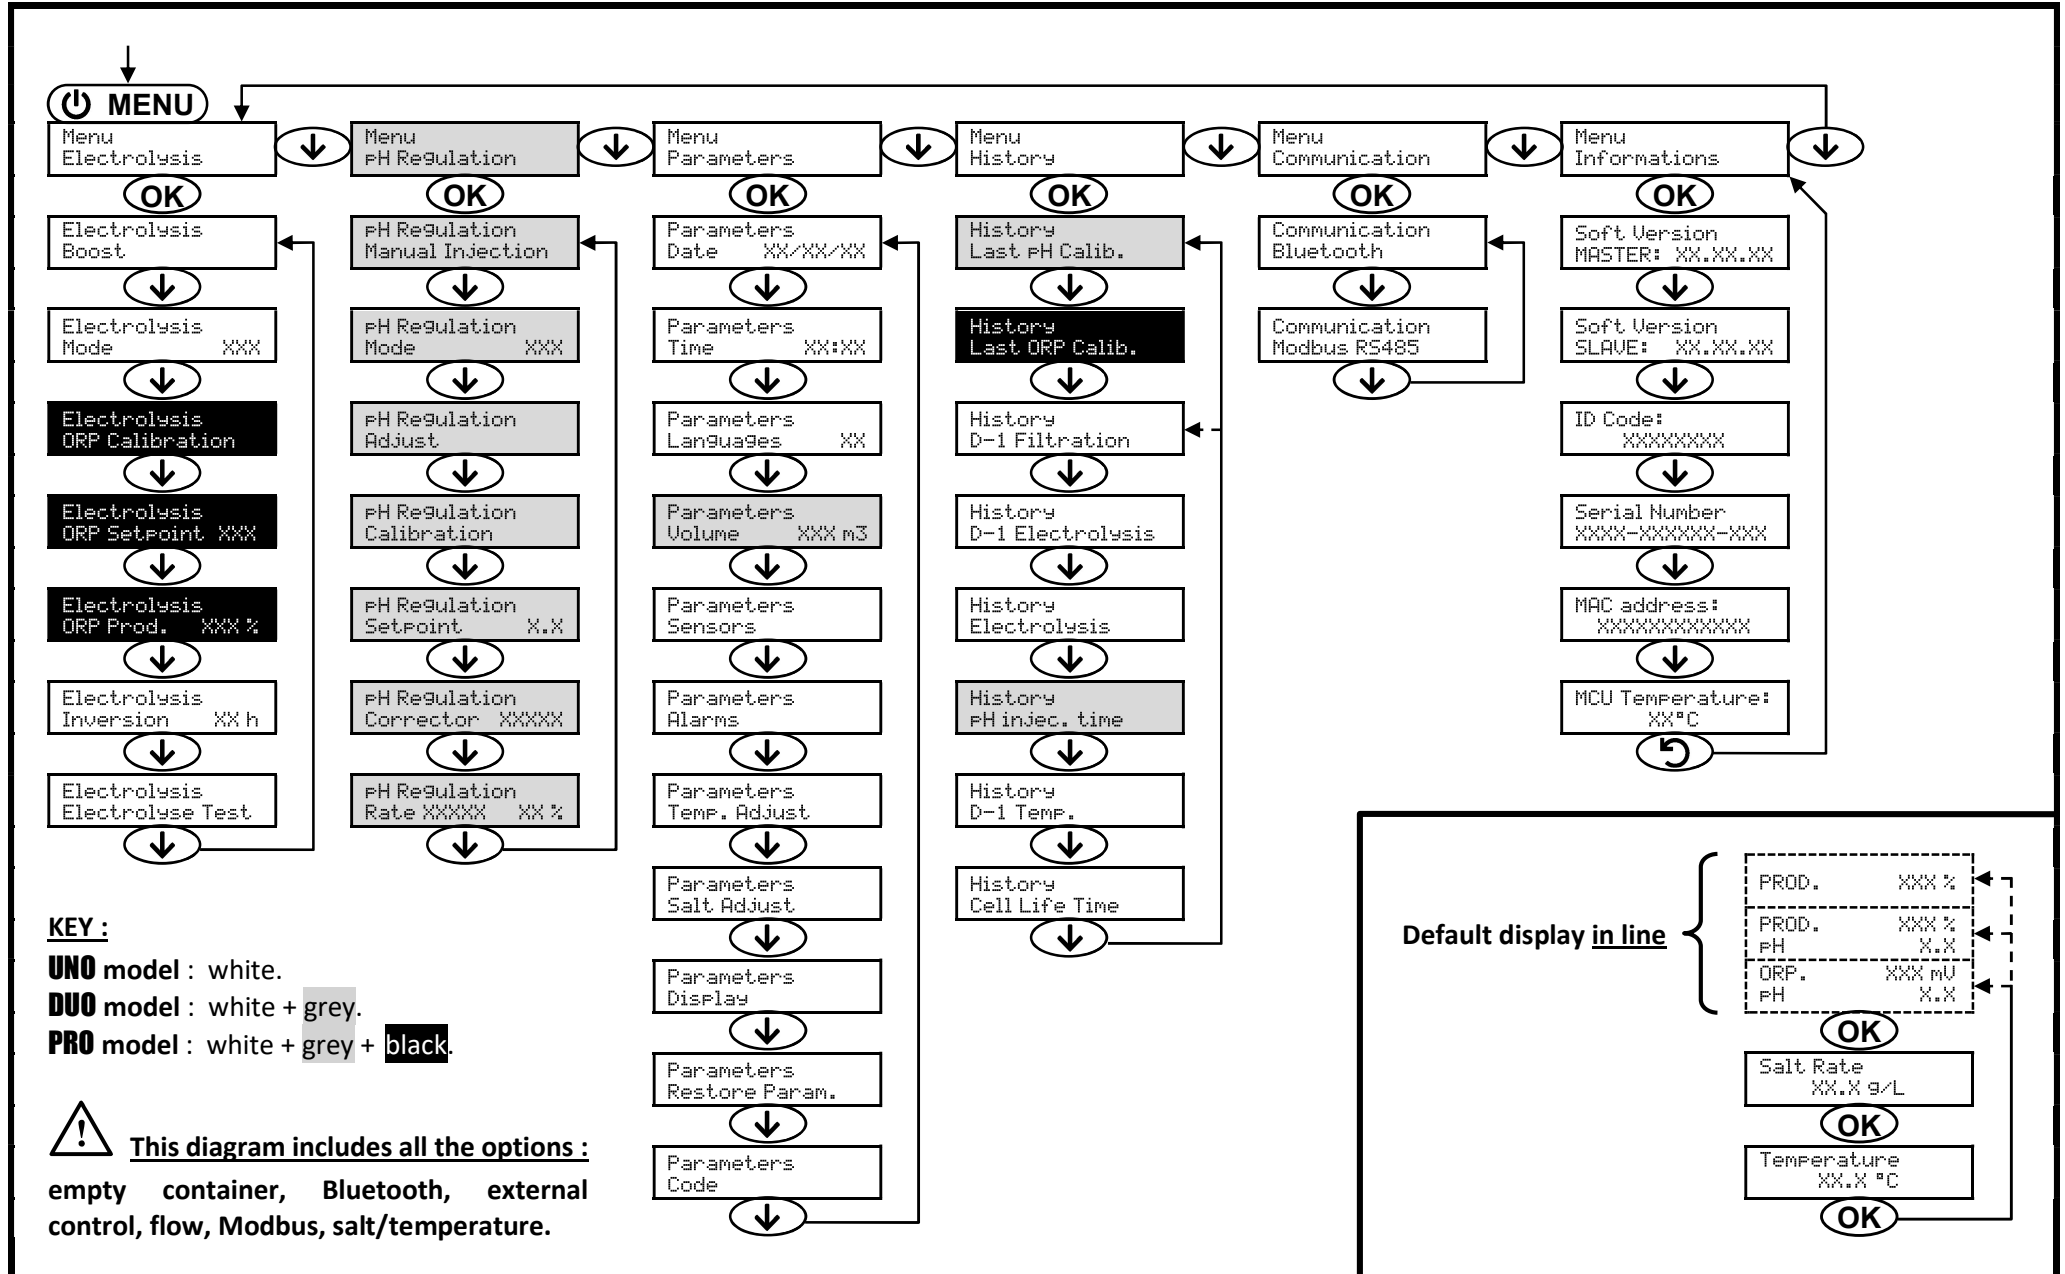 MENU
Menu
Electrolysis
OK
Electrolysis
Boost
Electrolysis
Mode XXX
Electrolysis
ORP Calibration
Electrolysis
ORP Setpoint XXX
Electrolysis
ORP Prod. XXX %
Electrolysis
Inversion XX h
Electrolysis
Electrolyse Test
Menu
pH Regulation
OK
pH Regulation
Manual Injection
pH Regulation
Mode XXX
pH Regulation
Adjust
pH Regulation
Calibration
pH Regulation
Setpoint X.X
pH Regulation
Corrector XXXXX
pH Regulation
Rate XXXXX XX %
Menu
Parameters
OK
Parameters
Date XX/XX/XX
Parameters
Time XX:XX
Parameters
Languages XX
Parameters
Volume XXX m3
Parameters
Sensors
Parameters
Alarms
Parameters
Temp. Adjust
Parameters
Salt Adjust
Parameters
Display
Parameters
Restore Param.
Parameters
Code
Menu
History
OK
History
Last pH Calib.
History
Last ORP Calib.
History
D-1 Filtration
History
D-1 Electrolysis
History
Electrolysis
History
pH injec. time
History
D-1 Temp.
History
Cell Life Time
Menu
Communication
OK
Communication
Bluetooth
Communication
Modbus RS485
Menu
Informations
OK
Soft Version
MASTER: XX.XX.XX
Soft Version
SLAVE: XX.XX.XX
ID Code:
XXXXXXXX
Serial Number
XXXX-XXXXXX-XXX
MAC address:
XXXXXXXXXXXX
MCU Temperature:
XX°C
KEY :
UNO model : white.
DUO model : white + grey.
PRO model : white + grey + black.
This diagram includes all the options :
empty container, Bluetooth, external
control, flow, Modbus, salt/temperature.
Default display in line
PROD. XXX %
PROD. XXX %
pH X.X
ORP. XXX mV
pH X.X
OK
Salt Rate
XX.X g/L
OK
Temperature
XX.X °C
OK